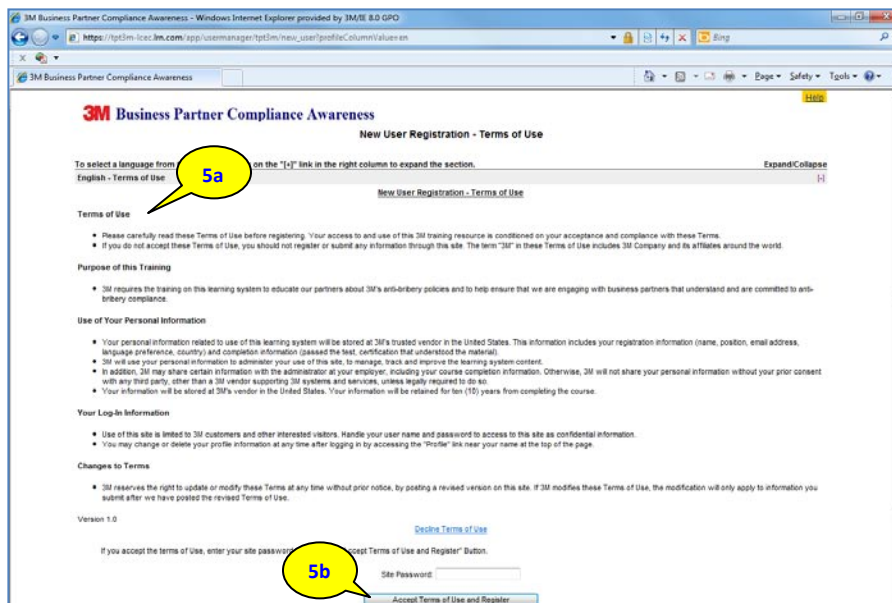 3M Business Partner Compliance Awareness - Windows Internet Explorer provided by 3M/IE 8.0 GPO
https://tpt3m-lcec.lrn.com/app/usermanager/tpt3m/new_user?profileColumnValue=en
Bing
3M Business Partner Compliance Awareness
Page Safety Tools
Help
3M Business Partner Compliance Awareness
New User Registration - Terms of Use
To select a language from on the "[+]" link in the right column to expand the section. Expand/Collapse
5a
English - Terms of Use [-]
New User Registration - Terms of Use
Terms of Use
Please carefully read these Terms of Use before registering. Your access to and use of this 3M training resource is conditioned on your acceptance and compliance with these Terms.
If you do not accept these Terms of Use, you should not register or submit any information through this site. The term "3M" in these Terms of Use includes 3M Company and its affiliates around the world.
Purpose of this Training
3M requires the training on this learning system to educate our partners about 3M's anti-bribery policies and to help ensure that we are engaging with business partners that understand and are committed to anti-
bribery compliance.
Use of Your Personal Information
Your personal information related to use of this learning system will be stored at 3M's trusted vendor in the United States. This information includes your registration information (name, position, email address,
language preference, country) and completion information (passed the test, certification that understood the material).
3M will use your personal information to administer your use of this site, to manage, track and improve the learning system content.
In addition, 3M may share certain information with the administrator at your employer, including your course completion information. Otherwise, 3M will not share your personal information without your prior consent
with any third party, other than a 3M vendor supporting 3M systems and services, unless legally required to do so.
Your information will be stored at 3M's vendor in the United States. Your information will be retained for ten (10) years from completing the course.
Your Log-In Information
Use of this site is limited to 3M customers and other interested visitors. Handle your user name and password to access to this site as confidential information.
You may change or delete your profile information at any time after logging in by accessing the "Profile" link near your name at the top of the page.
Changes to Terms
3M reserves the right to update or modify these Terms at any time without prior notice, by posting a revised version on this site. If 3M modifies these Terms of Use, the modification will only apply to information you
submit after we have posted the revised Terms of Use.
Version 1.0
Decline Terms of Use
If you accept the terms of Use, enter your site password ccept Terms of Use and Register" Button.
5b
Site Password:
Accept Terms of Use and Register